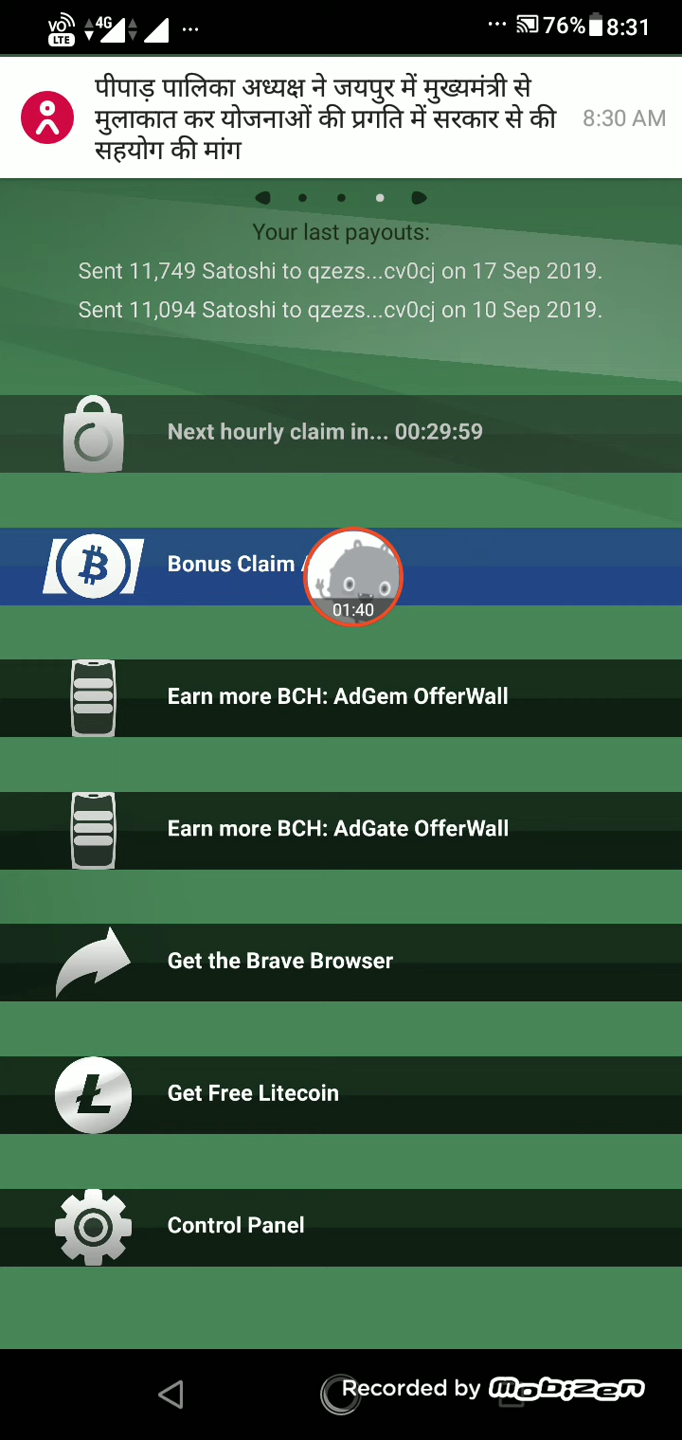 VO LTE 4G 76% 8:31
पीपाड़ पालिका अध्यक्ष ने जयपुर में मुख्यमंत्री से
मुलाकात कर योजनाओं की प्रगति में सरकार से की
सहयोग की मांग
8:30 AM
Your last payouts:
Sent 11,749 Satoshi to qzezs...cv0cj on 17 Sep 2019.
Sent 11,094 Satoshi to qzezs...cv0cj on 10 Sep 2019.
Next hourly claim in... 00:29:59
Bonus Claim
01:40
Earn more BCH: AdGem OfferWall
Earn more BCH: AdGate OfferWall
Get the Brave Browser
Get Free Litecoin
Control Panel
Recorded by mobizen